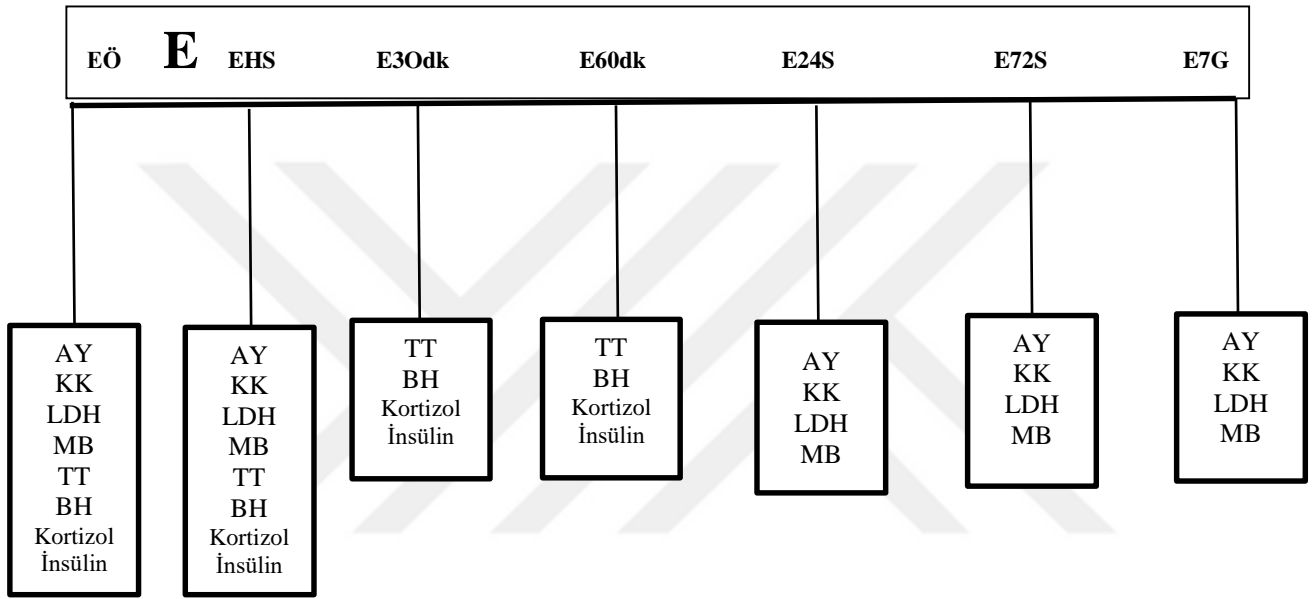 EÖ E EHS E3Odk E60dk E24S E72S E7G
AY
KK
LDH
MB
TT
BH
Kortizol
İnsülin
AY
KK
LDH
MB
TT
BH
Kortizol
İnsülin
TT
BH
Kortizol
İnsülin
TT
BH
Kortizol
İnsülin
AY
KK
LDH
MB
AY
KK
LDH
MB
AY
KK
LDH
MB